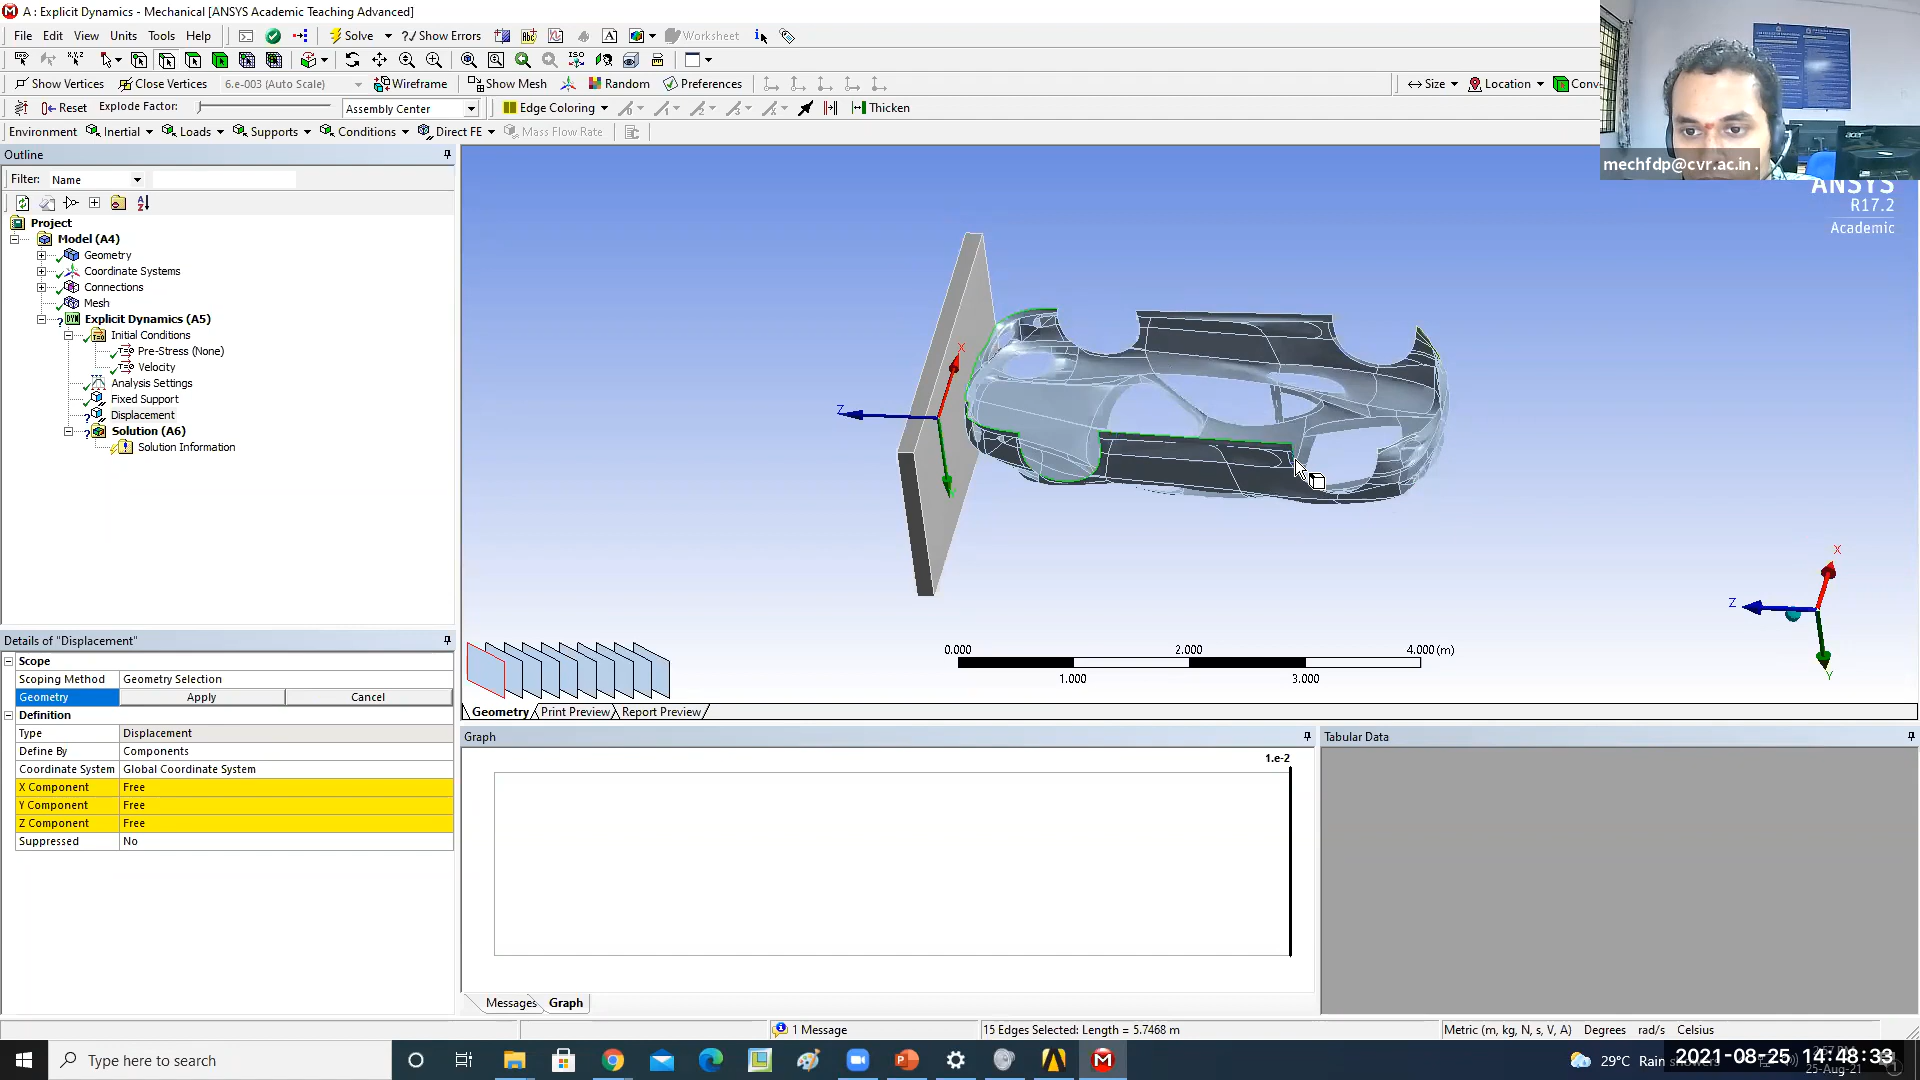 A : Explicit Dynamics - Mechanical [ANSYS Academic Teaching Advanced]
File Edit View Units Tools Help Solve ?/ Show Errors Worksheet
Show Vertices Close Vertices 6.e-003 (Auto Scale) Wireframe Show Mesh Random Preferences Size Location Conv
Reset Explode Factor: Assembly Center Edge Coloring Thicken
Environment Inertial Loads Supports Conditions Direct FE Mass Flow Rate
mechfdp@cvr.ac.in .
Outline
Filter: Name
Project
Model (A4)
Geometry
Coordinate Systems
Connections
Mesh
Explicit Dynamics (A5)
Initial Conditions
Pre-Stress (None)
Velocity
Analysis Settings
Fixed Support
Displacement
Solution (A6)
Solution Information
ANSYS
R17.2
Academic
X
Z
Y
X
Z
Y
0.000 2.000 4.000 (m)
1.000 3.000
Geometry Print Preview Report Preview
Details of "Displacement"
Scope
Scoping Method Geometry Selection
Geometry Apply Cancel
Definition
Type Displacement
Define By Components
Coordinate System Global Coordinate System
X Component Free
Y Component Free
Z Component Free
Suppressed No
Graph
1.e-2
Tabular Data
Messages Graph
1 Message 15 Edges Selected: Length = 5.7468 m Metric (m, kg, N, s, V, A) Degrees rad/s Celsius
Type here to search
29°C Rain
2021-08-25 14:48:33
25-Aug-21